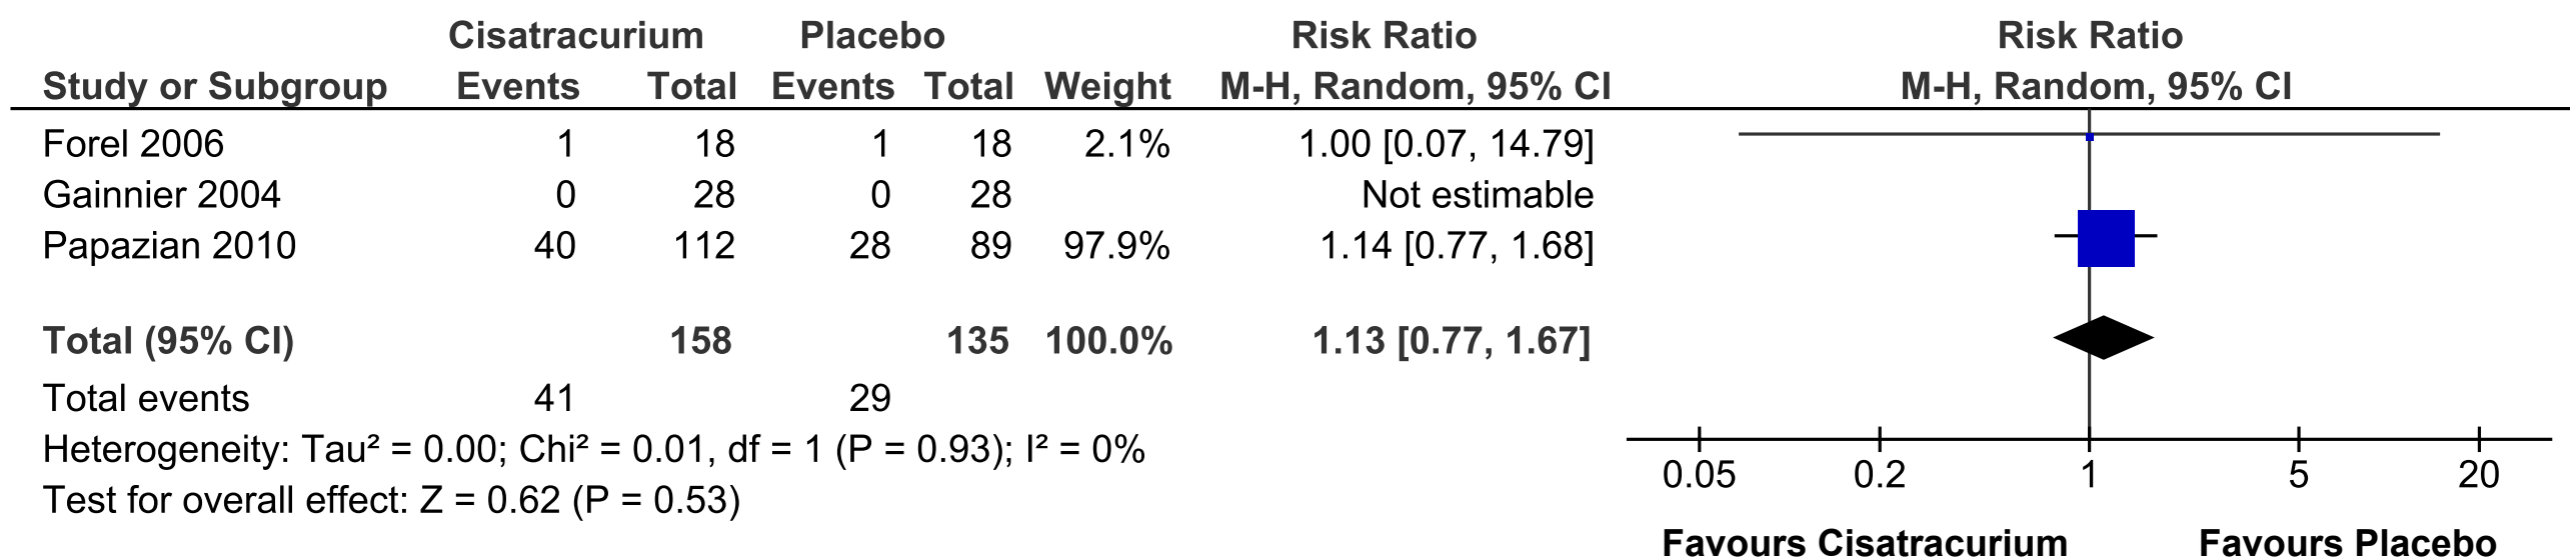 Cisatracurium Placebo Risk Ratio Risk Ratio
Study or Subgroup Events Total Events Total Weight M-H, Random, 95% CI M-H, Random, 95% CI
Forel 2006 1 18 1 18 2.1% 1.00 [0.07, 14.79]
Gainnier 2004 0 28 0 28 Not estimable
Papazian 2010 40 112 28 89 97.9% 1.14 [0.77, 1.68]
Total (95% CI) 158 135 100.0% 1.13 [0.77, 1.67]
Total events 41 29
Heterogeneity: Tau² = 0.00; Chi² = 0.01, df = 1 (P = 0.93); I² = 0%
Test for overall effect: Z = 0.62 (P = 0.53)
0.05 0.2 1 5 20
Favours Cisatracurium Favours Placebo